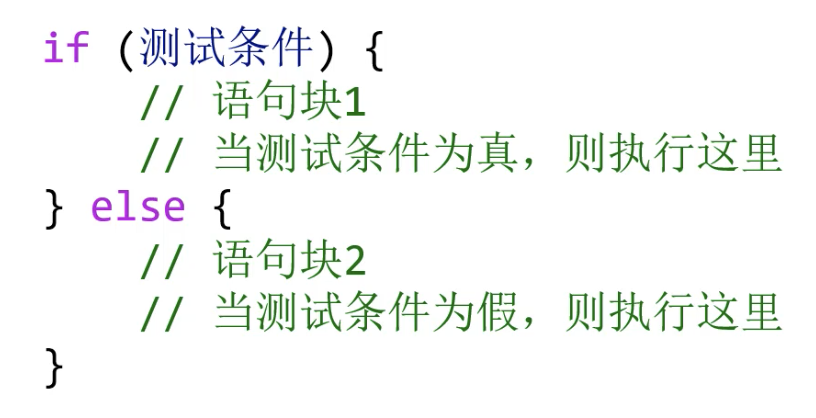 if (测试条件) {
    // 语句块1
    // 当测试条件为真，则执行这里
} else {
    // 语句块2
    // 当测试条件为假，则执行这里
}